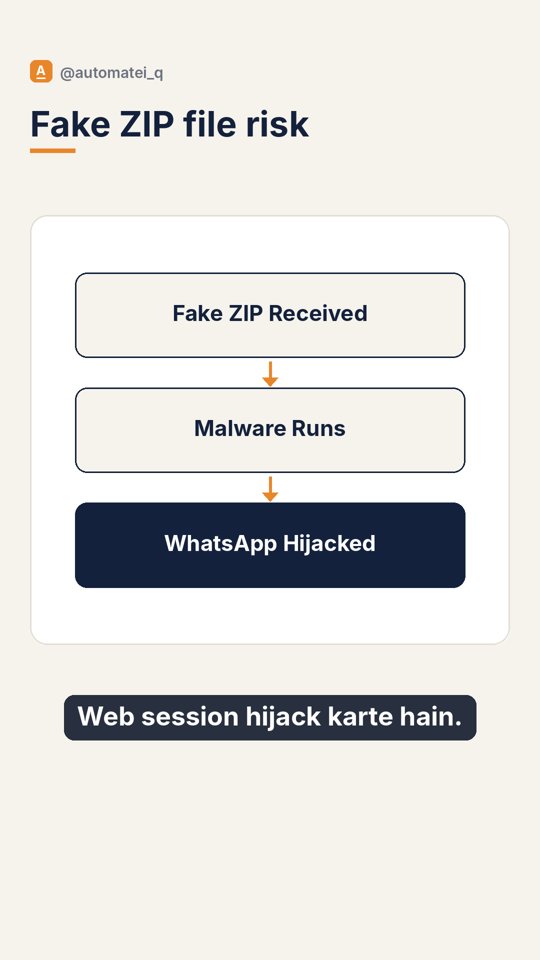 A
@automatei_q
Fake ZIP file risk
Fake ZIP Received
Malware Runs
WhatsApp Hijacked
Web session hijack karte hain.